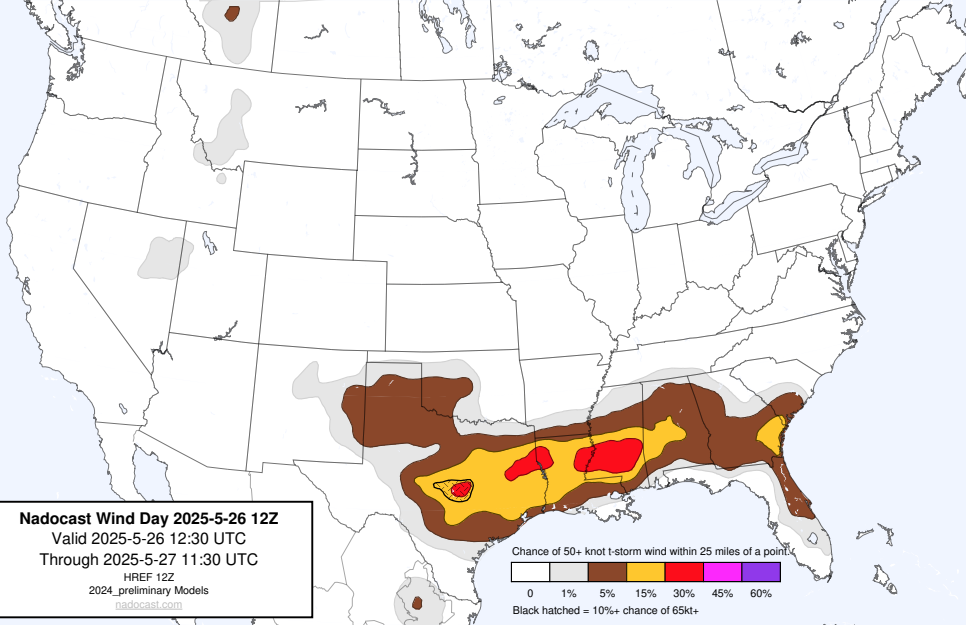 Nadocast Wind Day 2025-5-26 12Z
Valid 2025-5-26 12:30 UTC
Through 2025-5-27 11:30 UTC
HREF 12Z
2024_preliminary Models
nadocast.com
Chance of 50+ knot t-storm wind within 25 miles of a point.
0 1% 5% 15% 30% 45% 60%
Black hatched = 10%+ chance of 65kt+